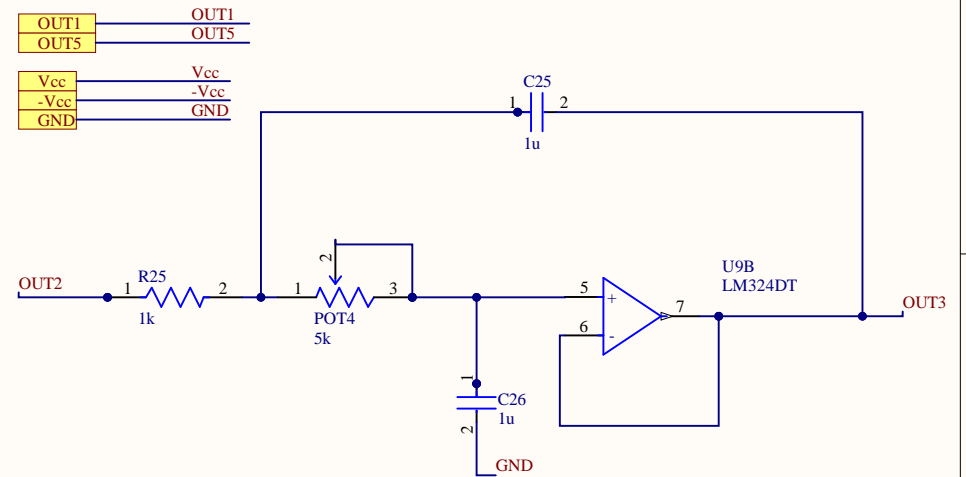 OUT1
OUT1
OUT5
OUT5
Vcc
Vcc
-Vcc
-Vcc
GND
GND
C25
1
2
1u
OUT2
R25
1
2
1k
1
2
3
POT4
5k
1
C26
1u
2
GND
5
+
6
-
7
U9B
LM324DT
OUT3